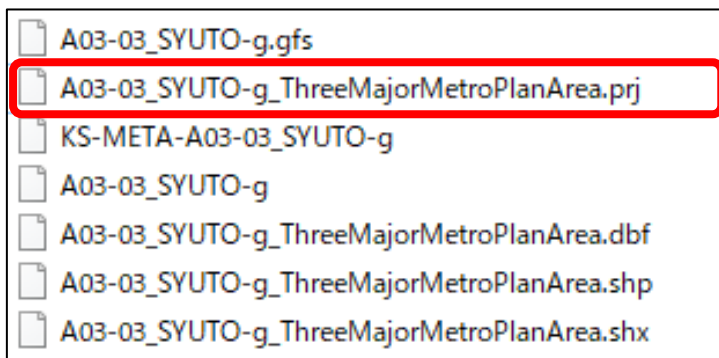 A03-03_SYUTO-g.gfs
A03-03_SYUTO-g_ThreeMajorMetroPlanArea.prj
KS-META-A03-03_SYUTO-g
A03-03_SYUTO-g
A03-03_SYUTO-g_ThreeMajorMetroPlanArea.dbf
A03-03_SYUTO-g_ThreeMajorMetroPlanArea.shp
A03-03_SYUTO-g_ThreeMajorMetroPlanArea.shx